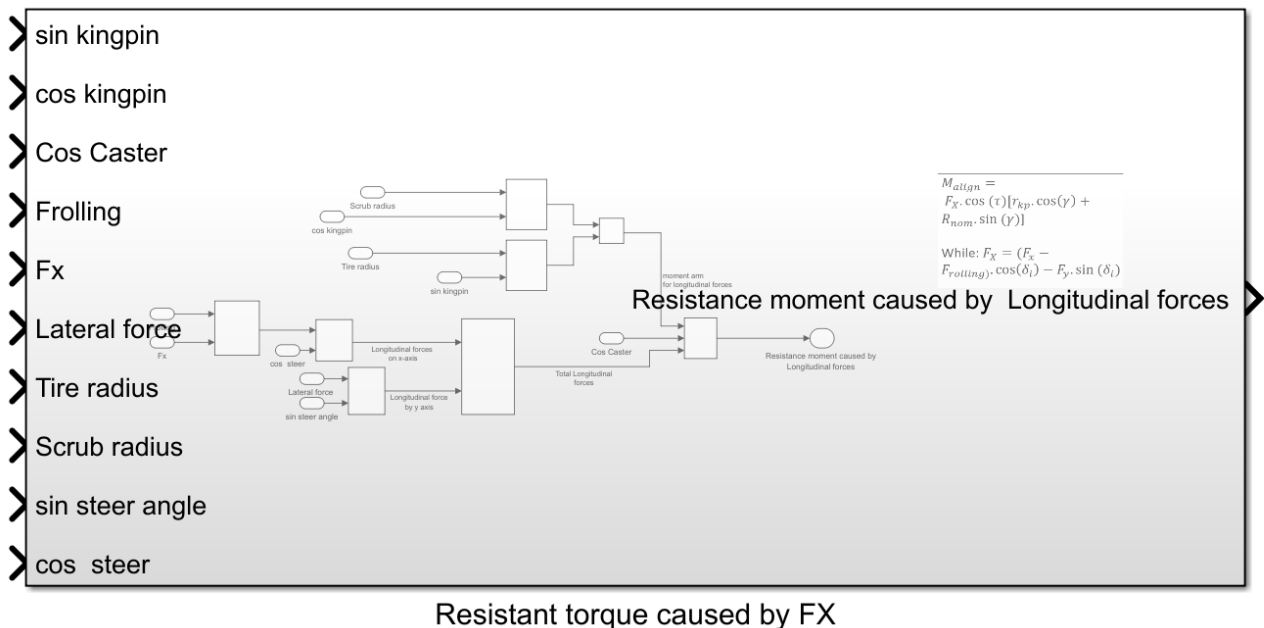 sin kingpin
cos kingpin
Cos Caster
Frolling
Fx
Lateral force
Tire radius
Scrub radius
sin steer angle
cos  steer
Scrub radius
cos kingpin
Tire radius
sin kingpin
Fx
cos  steer
Lateral force
sin steer angle
Longitudinal forces
on x-axis
Longitudinal force
by y axis
Total Longitudinal
forces
moment arm
for longitudinal forces
Cos Caster
Resistance moment caused by
Longitudinal forces
M_align =
F_X. cos (τ)[r_kp. cos(γ) +
R_nom. sin (γ)]
While: F_X = (F_x −
F_rolling). cos(δ_i) − F_y. sin (δ_i)
Resistance moment caused by  Longitudinal forces
Resistant torque caused by FX